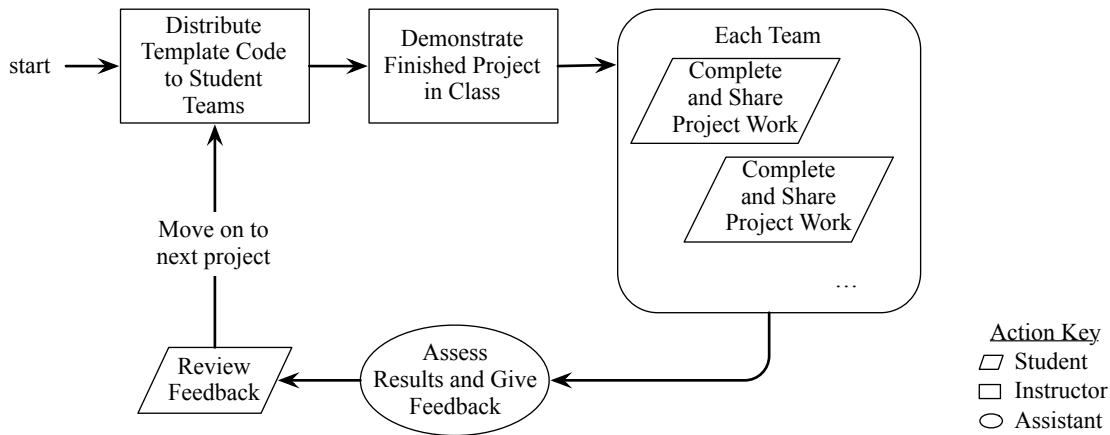 start
Distribute
Template Code
to Student
Teams
Demonstrate
Finished Project
in Class
Each Team
Complete
and Share
Project Work
Complete
and Share
Project Work
…
Move on to
next project
Review
Feedback
Assess
Results and Give
Feedback
Action Key
Student
Instructor
Assistant